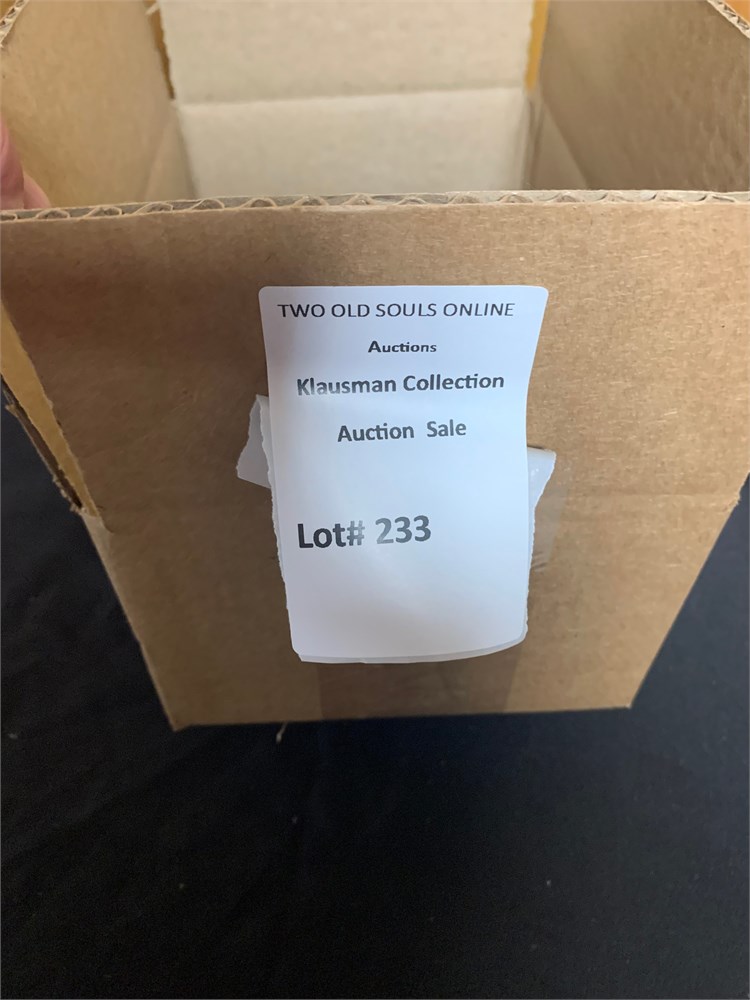 TWO OLD SOULS ONLINE
Auctions
Klausman Collection
Auction Sale
Lot# 233